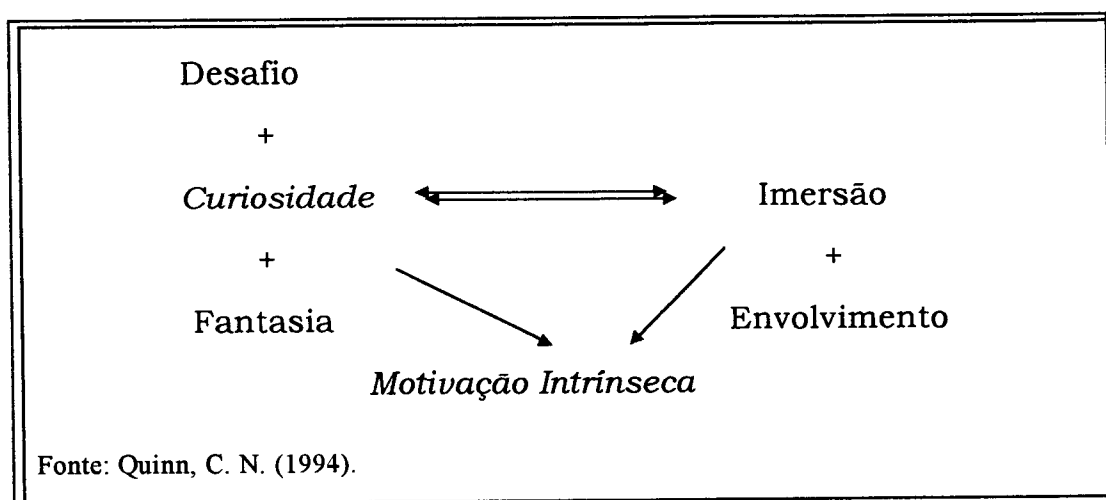 Desafio
+
Curiosidade Imersão
+ +
Fantasia Envolvimento
Motivação Intrínseca
Fonte: Quinn, C. N. (1994).